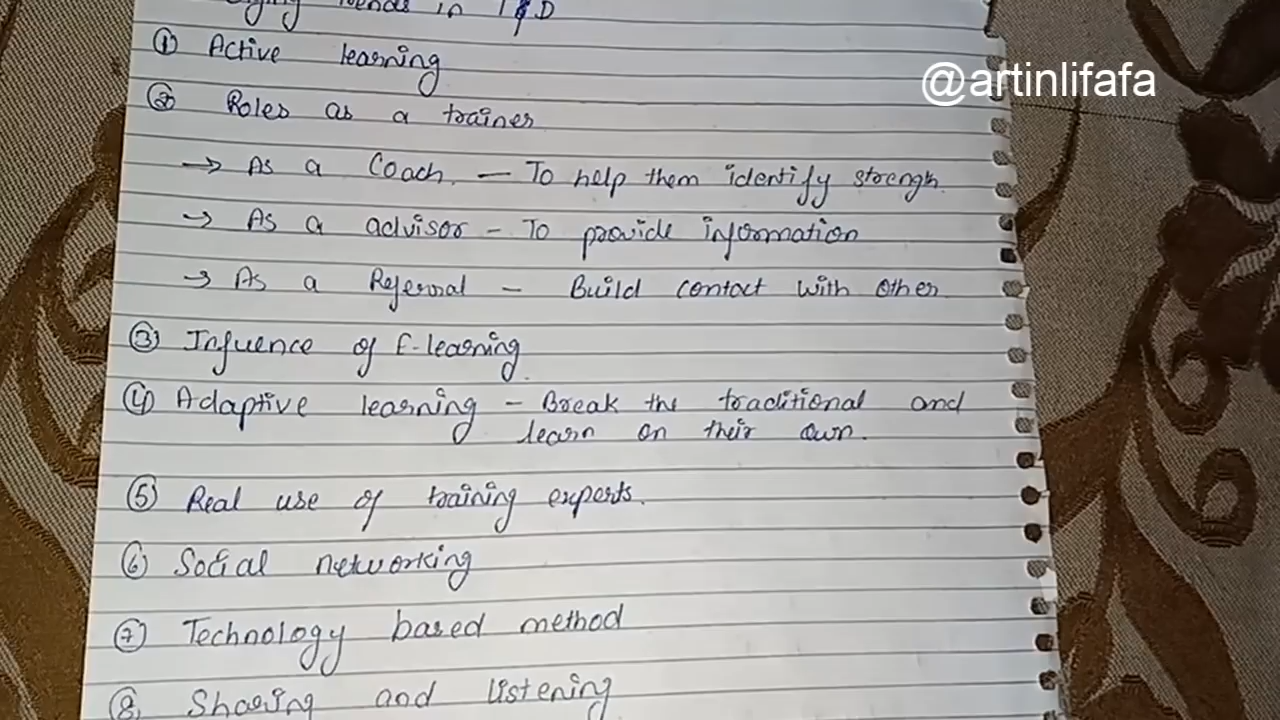 Trends in T&D
① Active learning
@artinlifafa
② Roles as a trainer
→ As a Coach. — To help them identify strength.
→ As a advisor - To provide information
→ As a Referral - Build contact with other
③ Infuence of E-learning.
④ Adaptive learning - Break the traditional and
learn on their own.
⑤ Real use of training experts.
⑥ Social networking
⑦ Technology based method
⑧ Sharing and listening